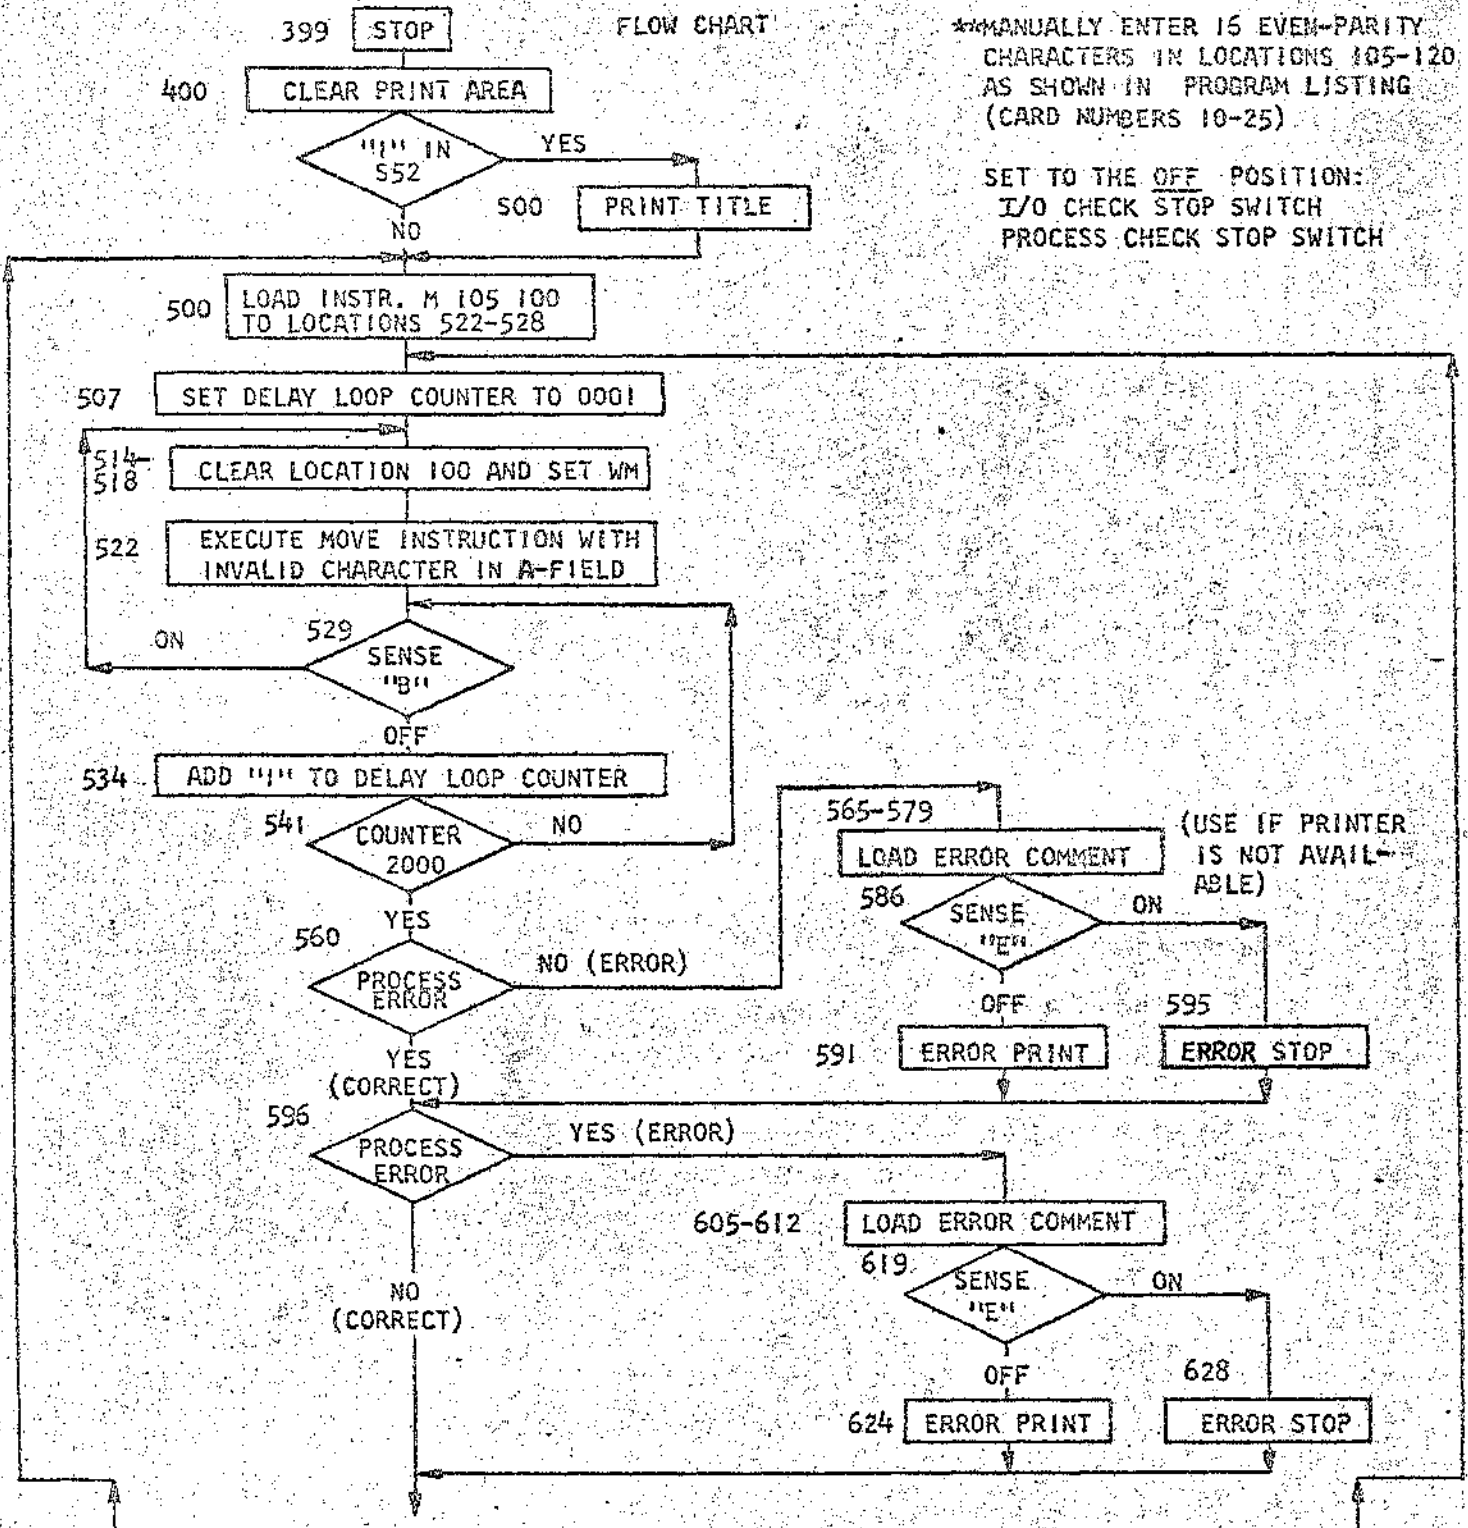 FLOW CHART
**MANUALLY ENTER 16 EVEN-PARITY
CHARACTERS IN LOCATIONS 105-120
AS SHOWN IN PROGRAM LISTING
(CARD NUMBERS 10-25)
SET TO THE OFF POSITION:
I/O CHECK STOP SWITCH
PROCESS CHECK STOP SWITCH
399 STOP
400 CLEAR PRINT AREA
"1" IN
S52
YES
500 PRINT TITLE
NO
500 LOAD INSTR. M 105 100
TO LOCATIONS 522-528
507 SET DELAY LOOP COUNTER TO 0001
514-
518
CLEAR LOCATION 100 AND SET WM
522 EXECUTE MOVE INSTRUCTION WITH
INVALID CHARACTER IN A-FIELD
529
ON
SENSE
"B"
OFF
534 ADD "1" TO DELAY LOOP COUNTER
541
COUNTER
2000
NO
YES
560
PROCESS
ERROR
NO (ERROR)
565-579
LOAD ERROR COMMENT
(USE IF PRINTER
IS NOT AVAIL-
ABLE)
586
SENSE
"E"
ON
OFF
595
591 ERROR PRINT
ERROR STOP
YES
(CORRECT)
596
PROCESS
ERROR
YES (ERROR)
605-612 LOAD ERROR COMMENT
619
SENSE
"E"
ON
OFF
628
624 ERROR PRINT
ERROR STOP
NO
(CORRECT)